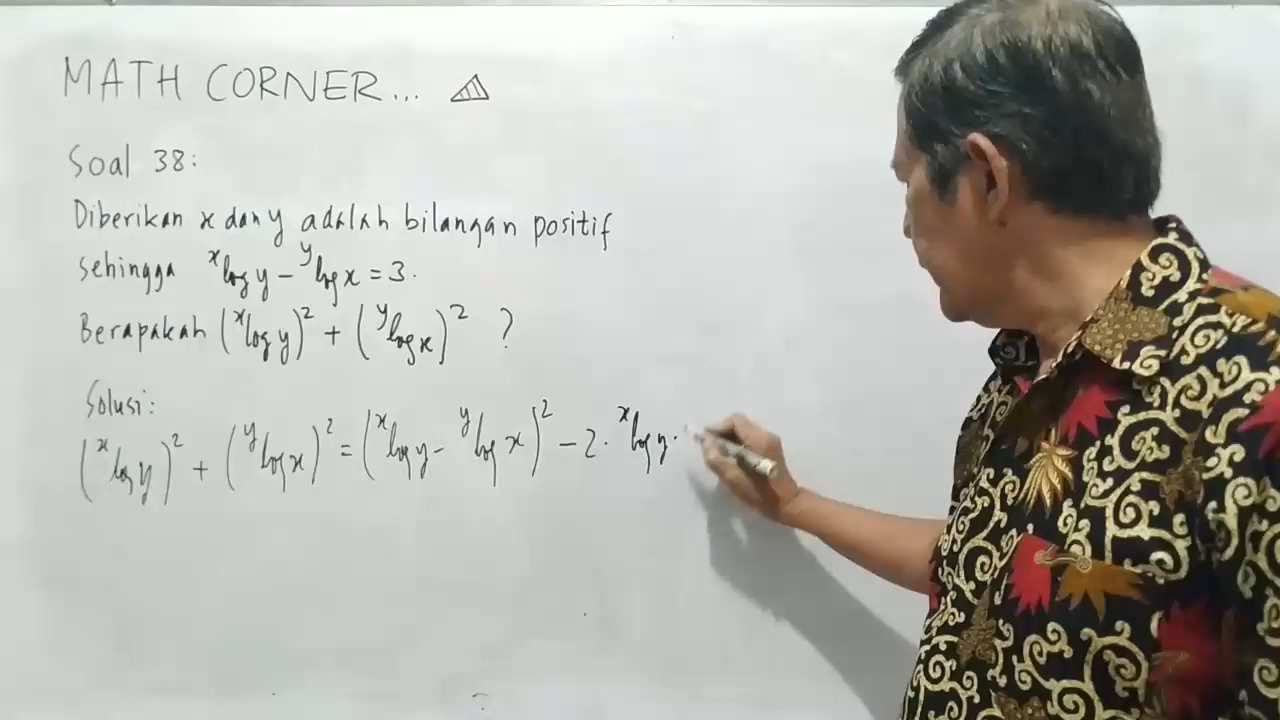 MATH CORNER...
Soal 38:
Diberikan x dan y adalah bilangan positif
sehingga ˣlog y − ʸlog x = 3.
Berapakah (ˣlog y)² + (ʸlog x)² ?
Solusi:
(ˣlog y)² + (ʸlog x)² = (ˣlog y − ʸlog x)² − 2 · ˣlog y ·